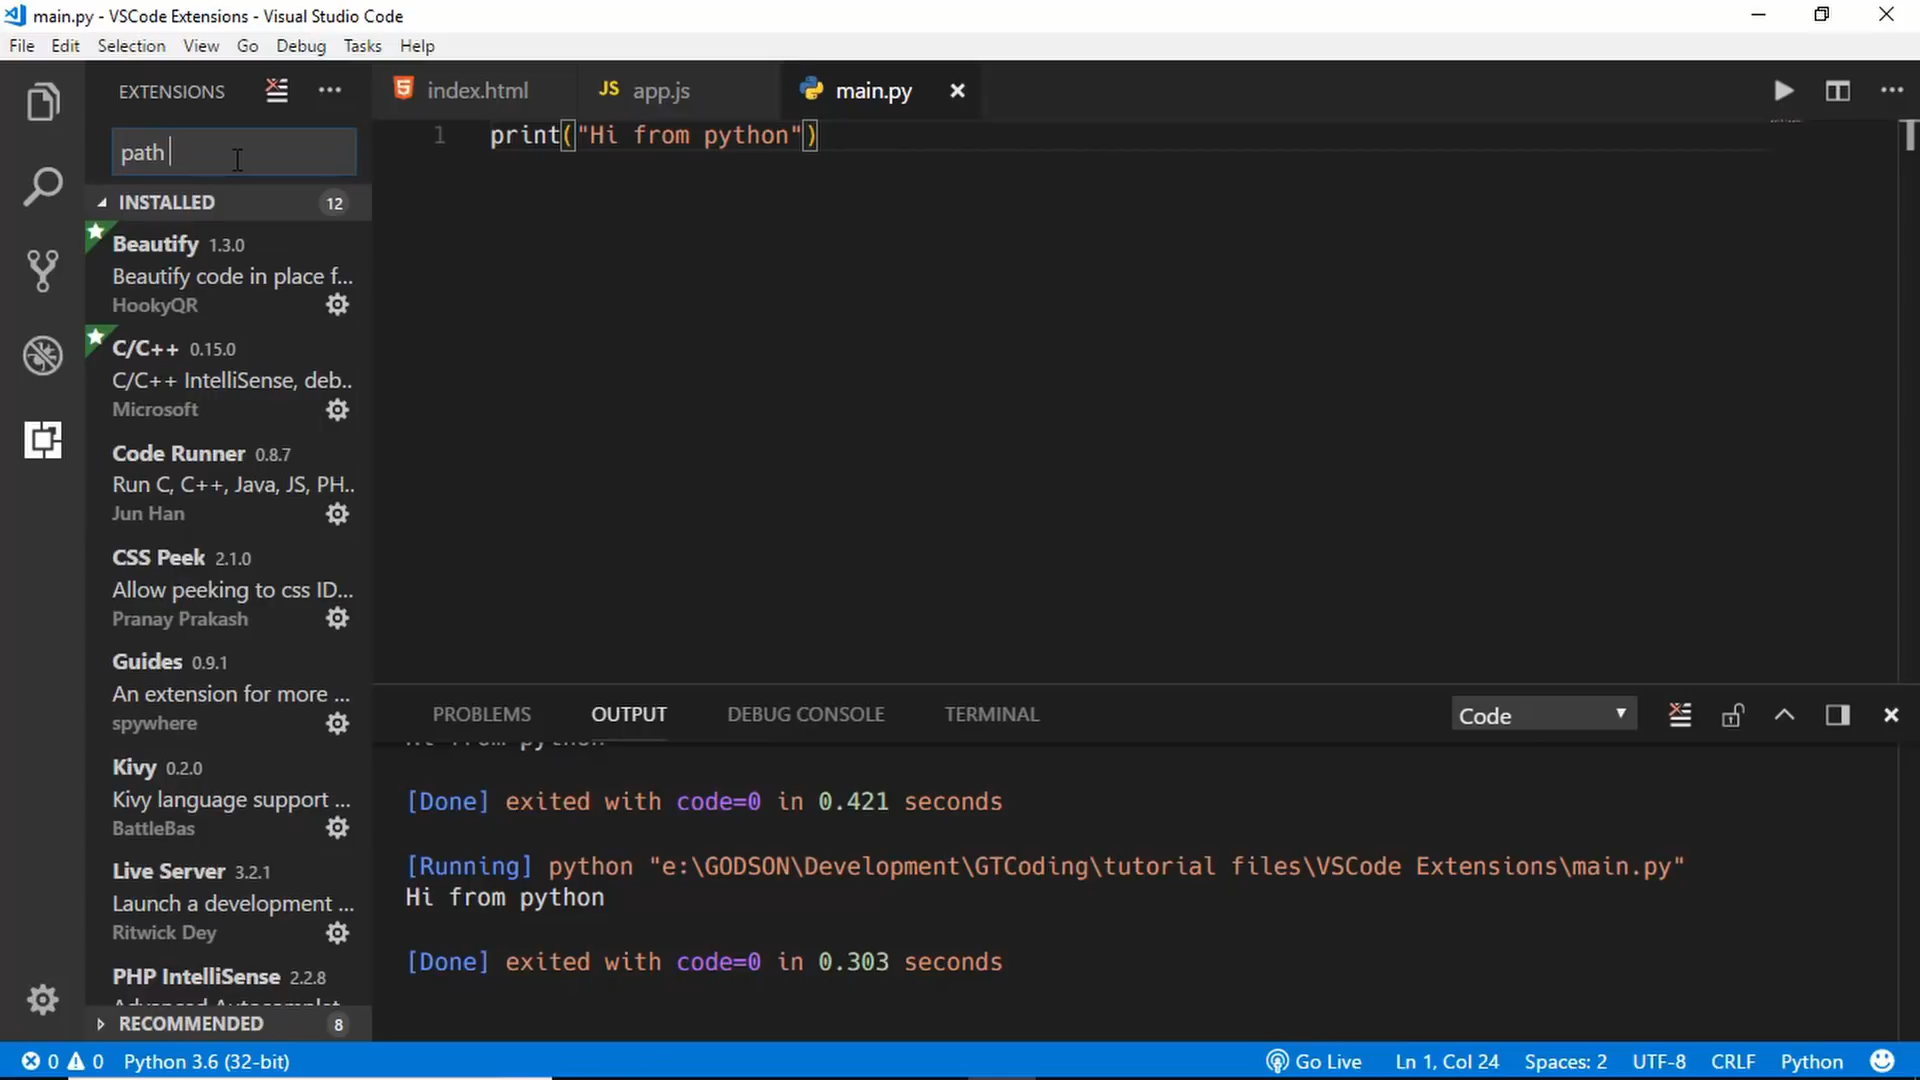 main.py - VSCode Extensions - Visual Studio Code
File Edit Selection View Go Debug Tasks Help
EXTENSIONS
path
INSTALLED 12
Beautify 1.3.0
Beautify code in place f...
HookyQR
C/C++ 0.15.0
C/C++ IntelliSense, deb..
Microsoft
Code Runner 0.8.7
Run C, C++, Java, JS, PH..
Jun Han
CSS Peek 2.1.0
Allow peeking to css ID...
Pranay Prakash
Guides 0.9.1
An extension for more ...
spywhere
Kivy 0.2.0
Kivy language support ...
BattleBas
Live Server 3.2.1
Launch a development ...
Ritwick Dey
PHP IntelliSense 2.2.8
Advanced Autocomplet
RECOMMENDED 8
index.html JS app.js main.py
1 print("Hi from python")
PROBLEMS OUTPUT DEBUG CONSOLE TERMINAL Code
Hi from python
[Done] exited with code=0 in 0.421 seconds
[Running] python "e:\GODSON\Development\GTCoding\tutorial files\VSCode Extensions\main.py"
Hi from python
[Done] exited with code=0 in 0.303 seconds
0 0 Python 3.6 (32-bit) Go Live Ln 1, Col 24 Spaces: 2 UTF-8 CRLF Python